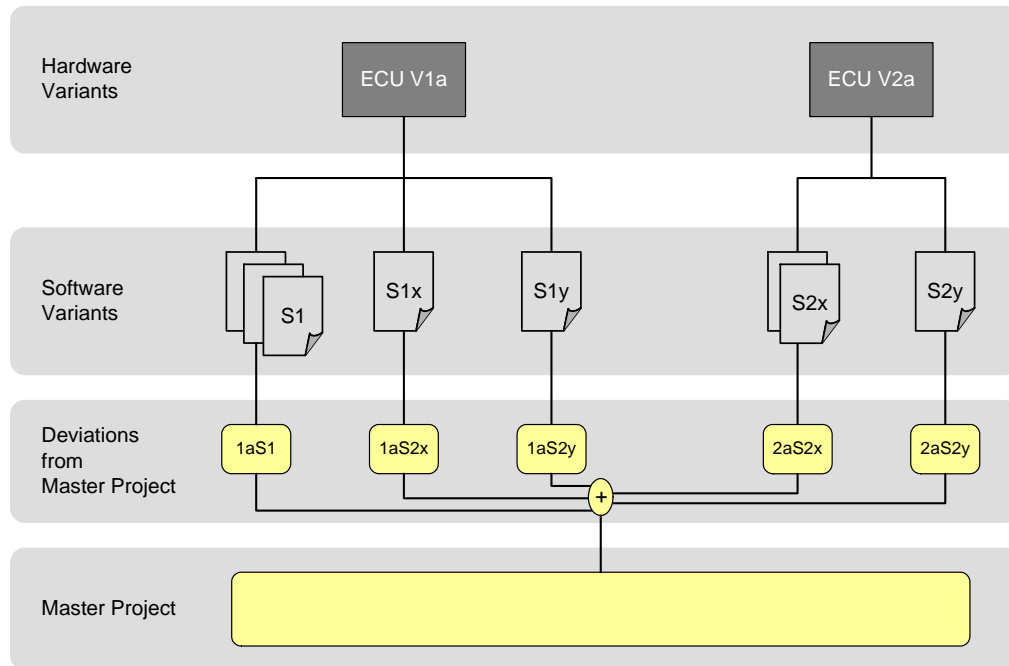 Hardware
Variants
ECU V1a
ECU V2a
Software
Variants
S1
S1x
S1y
S2x
S2y
Deviations
from
Master Project
1aS1
1aS2x
1aS2y
2aS2x
2aS2y
+
Master Project